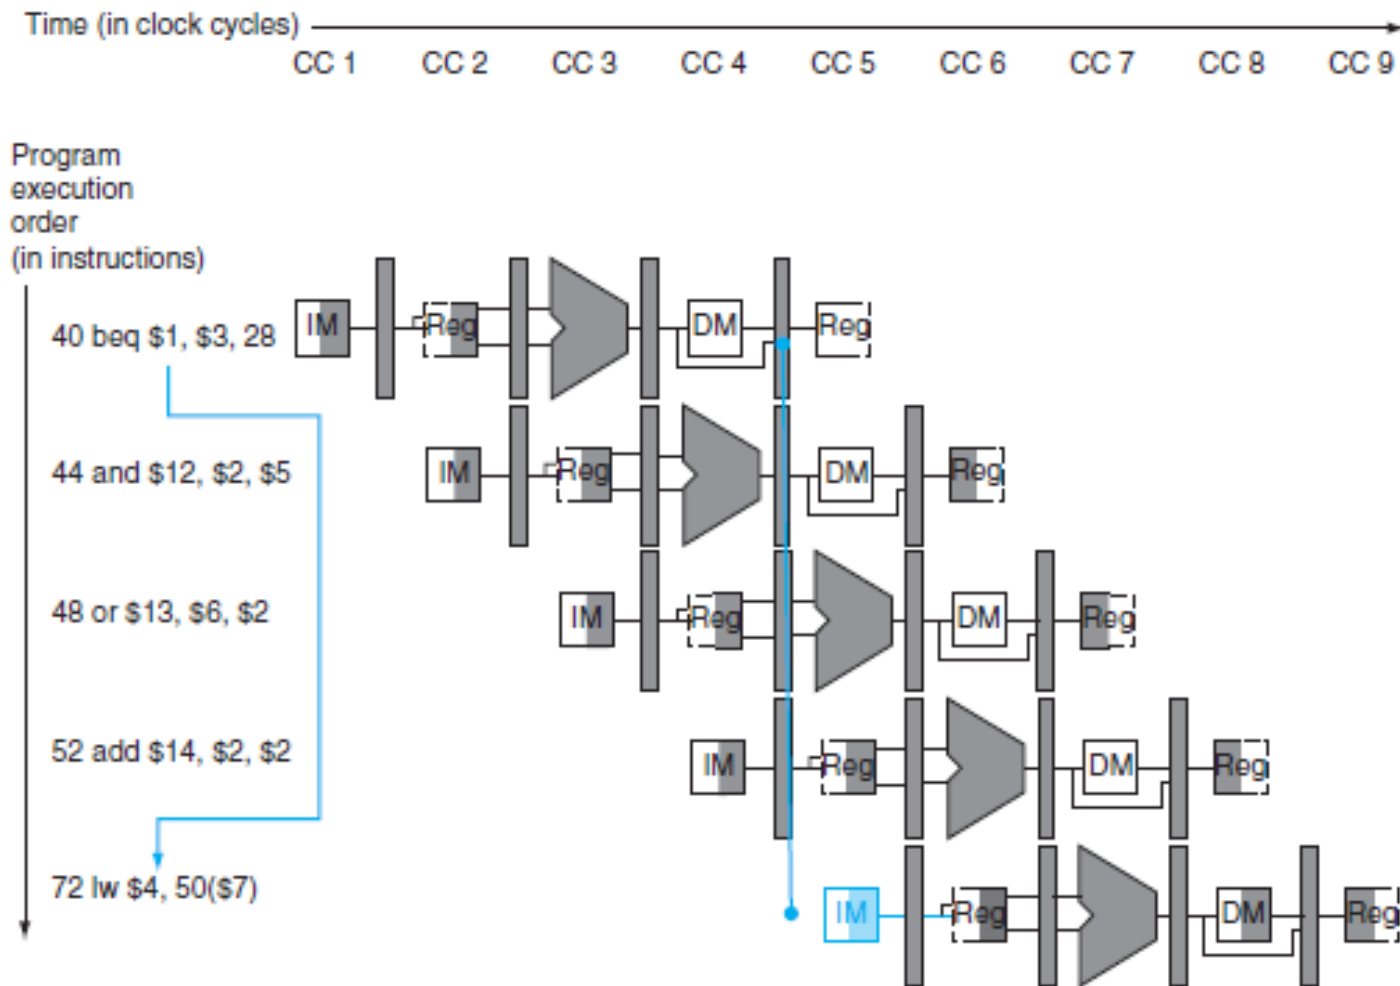 Time (in clock cycles)
CC 1 CC 2 CC 3 CC 4 CC 5 CC 6 CC 7 CC 8 CC 9
Program
execution
order
(in instructions)
40 beq $1, $3, 28 IM Reg DM Reg
44 and $12, $2, $5 IM Reg DM Reg
48 or $13, $6, $2 IM Reg DM Reg
52 add $14, $2, $2 IM Reg DM Reg
72 lw $4, 50($7) IM Reg DM Reg